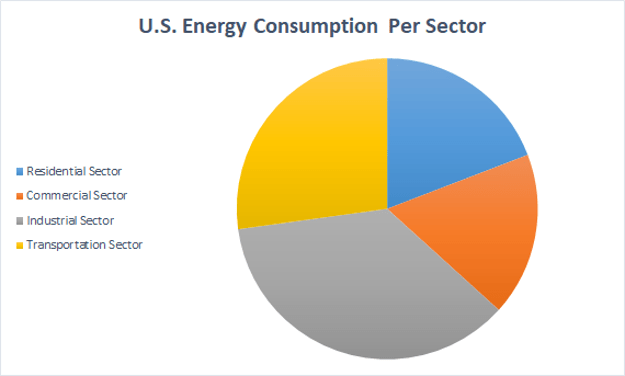 U.S. Energy Consumption Per Sector
Residential Sector
Commercial Sector
Industrial Sector
Transportation Sector